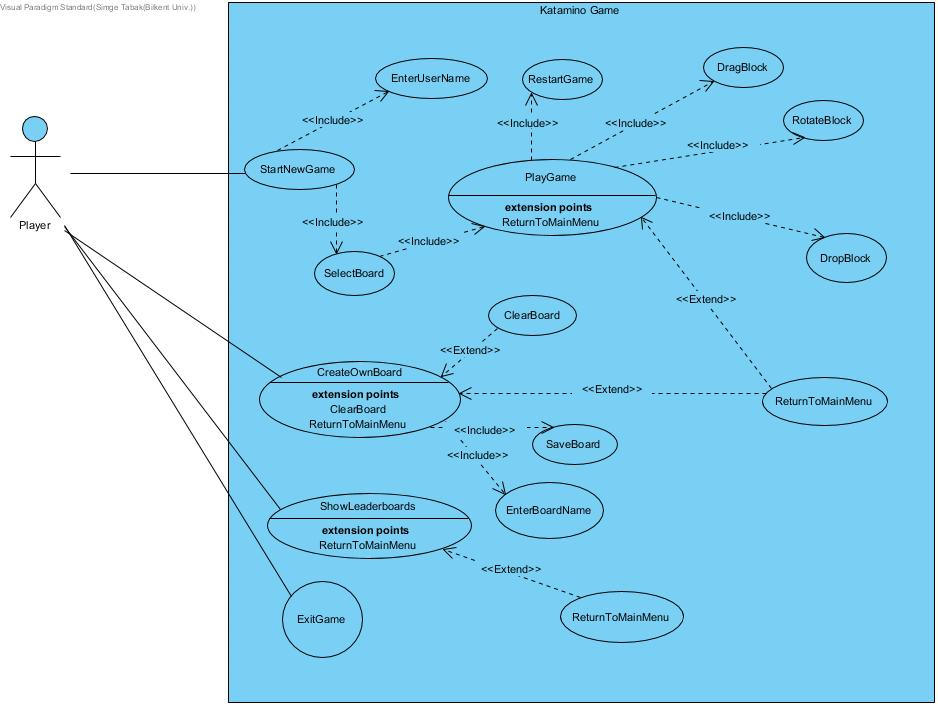 Visual Paradigm Standard(Simge Tabak(Bilkent Univ.))
Katamino Game
EnterUserName
RestartGame
DragBlock
RotateBlock
<<Include>>
<<Include>>
<<Include>>
<<Include>>
StartNewGame
PlayGame
extension points
ReturnToMainMenu
Player
<<Include>>
<<Include>>
<<Include>>
SelectBoard
DropBlock
<<Extend>>
ClearBoard
<<Extend>>
CreateOwnBoard
extension points
ClearBoard
ReturnToMainMenu
<<Extend>>
ReturnToMainMenu
<<Include>>
SaveBoard
<<Include>>
EnterBoardName
ShowLeaderboards
extension points
ReturnToMainMenu
<<Extend>>
ExitGame
ReturnToMainMenu